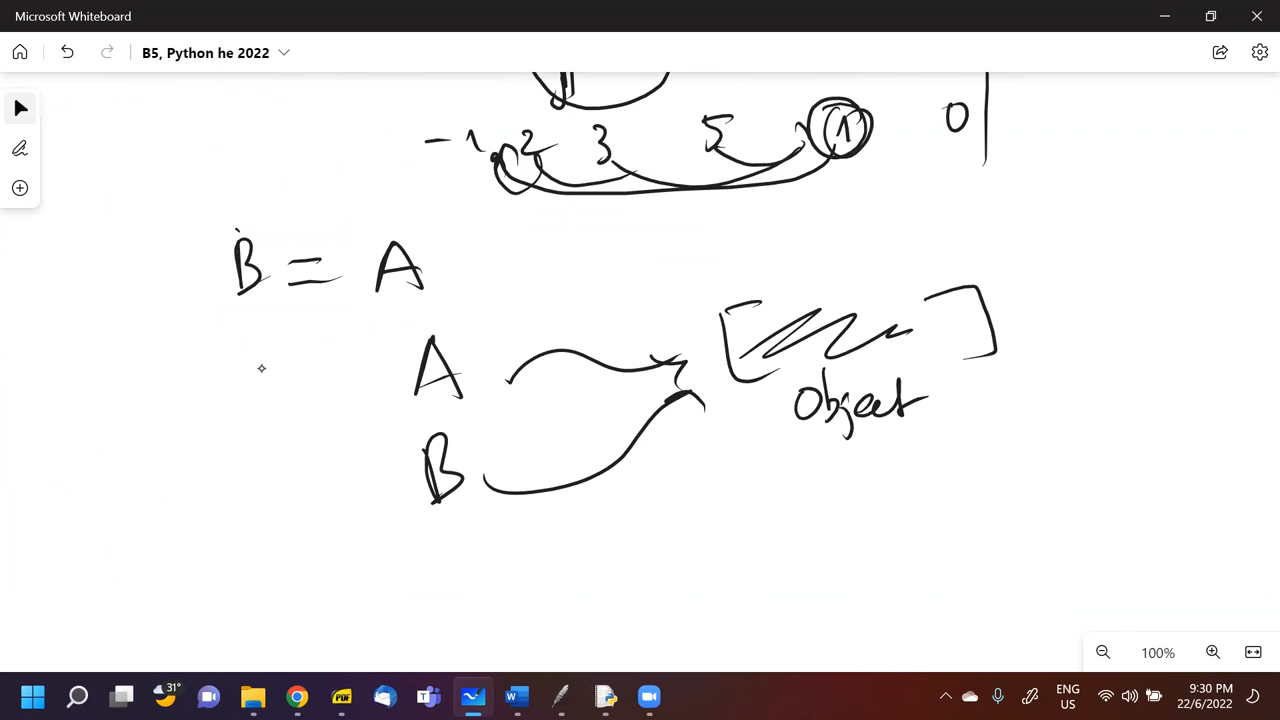 Microsoft Whiteboard
B5, Python he 2022
-1 2 3 5 1 0
B = A
A
Object
B
100%
31°
PDF
ENG
US
9:30 PM
22/6/2022